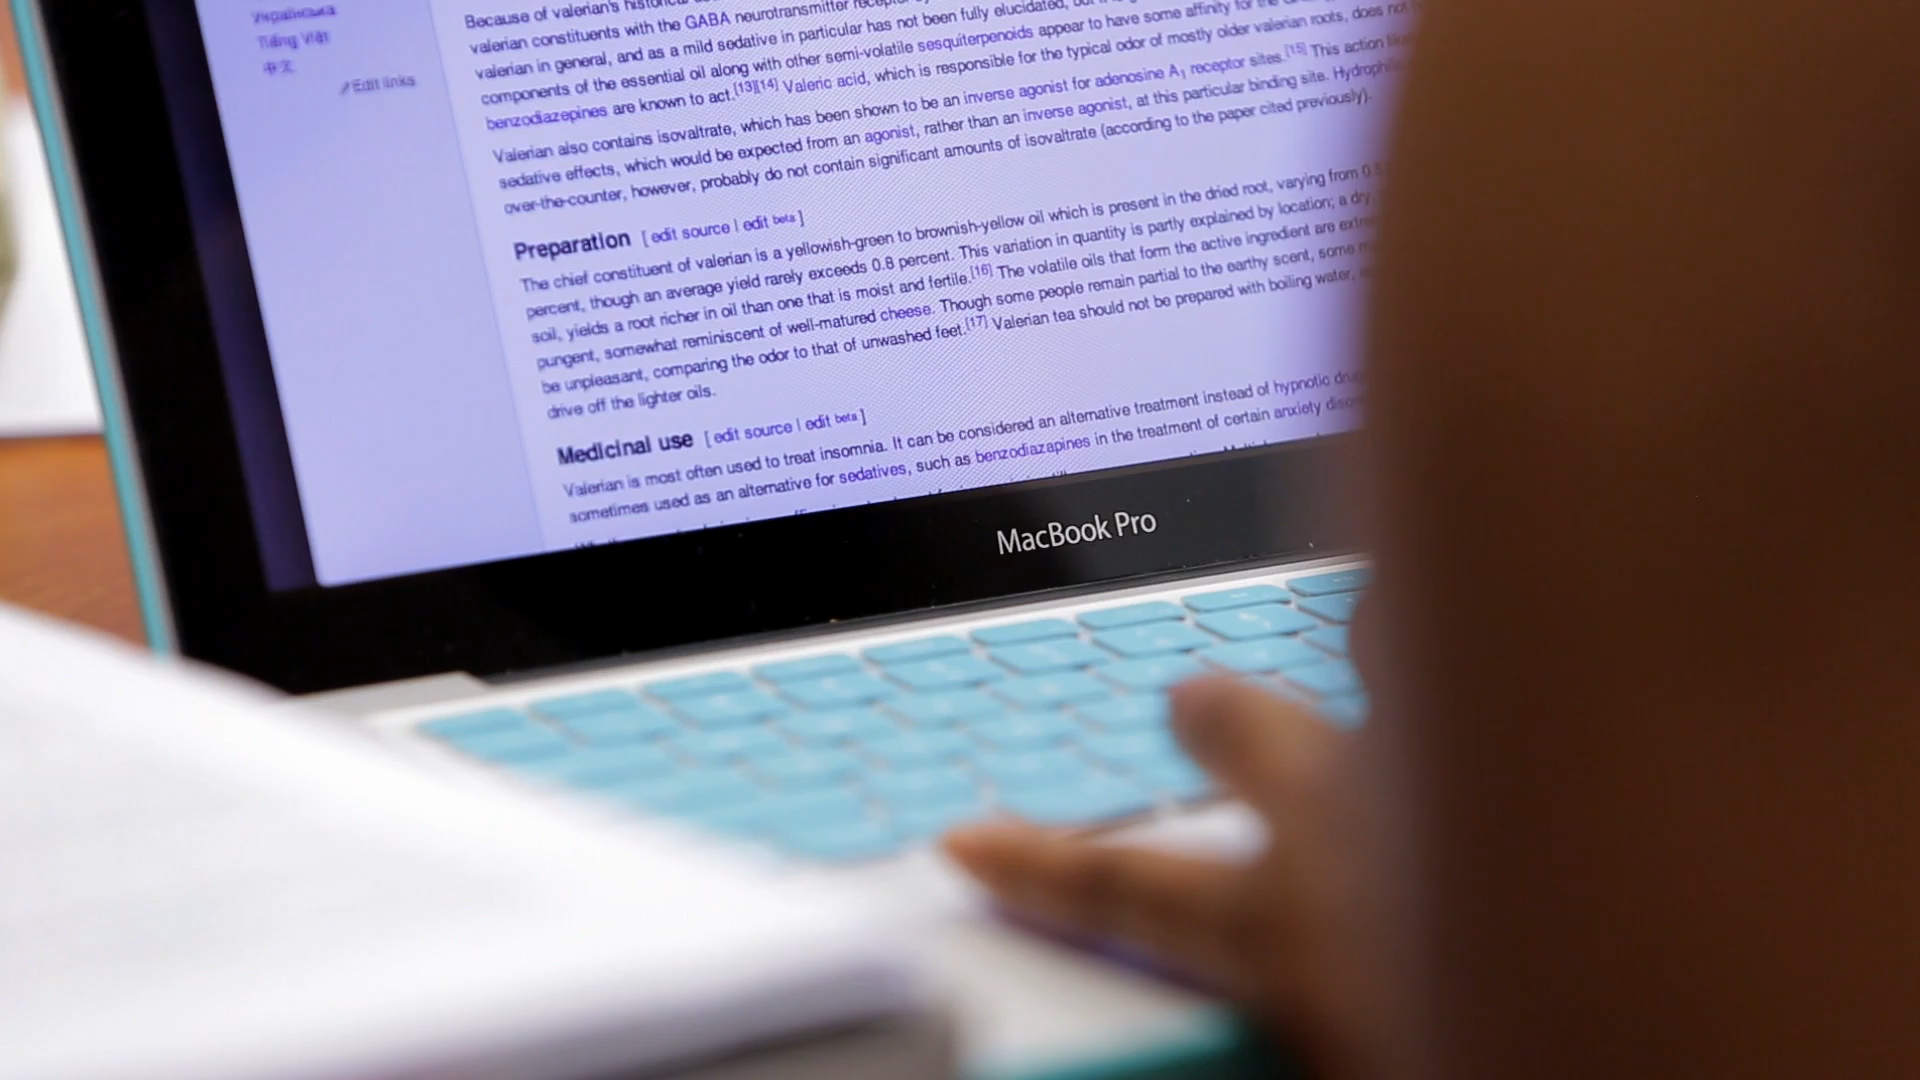 Українська
Tiếng Việt
中文
Edit links
Because of valerian's historical
valerian constituents with the GABA neurotransmitter
valerian in general, and as a mild sedative in particular has not been fully elucidated,
components of the essential oil along with other semi-volatile sesquiterpenoids appear to have some affinity for the
benzodiazepines are known to act.[13][14] Valeric acid, which is responsible for the typical odor of mostly older valerian roots, does not
Valerian also contains isovaltrate, which has been shown to be an inverse agonist for adenosine A1 receptor sites.[15] This action
sedative effects, which would be expected from an agonist, rather than an inverse agonist, at this particular binding site.
over-the-counter, however, probably do not contain significant amounts of isovaltrate (according to the paper cited previously).
Preparation [ edit source | edit beta ]
The chief constituent of valerian is a yellowish-green to brownish-yellow oil which is present in the dried root, varying from
percent, though an average yield rarely exceeds 0.8 percent. This variation in quantity is partly explained by location; a dry,
soil, yields a root richer in oil than one that is moist and fertile.[16] The volatile oils that form the active ingredient are
pungent, somewhat reminiscent of well-matured cheese. Though some people remain partial to the earthy scent, some
be unpleasant, comparing the odor to that of unwashed feet.[17] Valerian tea should not be prepared with boiling water,
drive off the lighter oils.
Medicinal use [ edit source | edit beta ]
Valerian is most often used to treat insomnia. It can be considered an alternative treatment instead of hypnotic
sometimes used as an alternative for sedatives, such as benzodiazapines in the treatment of certain anxiety
MacBook Pro